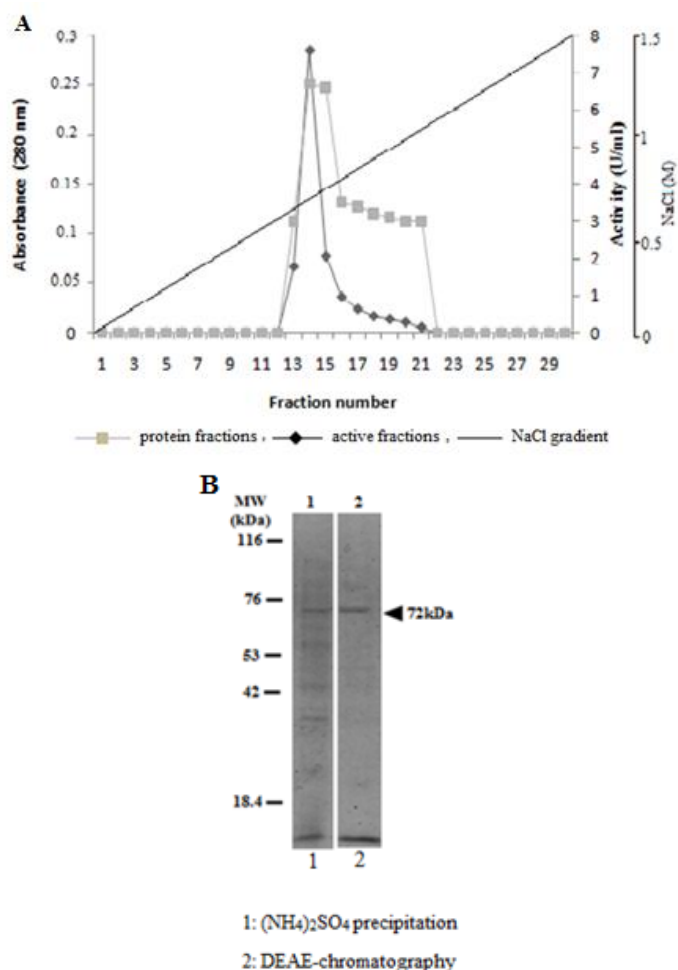 A
0.3
0.25
0.2
0.15
0.1
0.05
0
Absorbance (280 nm)
8
7
6
5
4
3
2
1
0
Activity (U/ml)
1.5
1
0.5
0
NaCl (M)
1 3 5 7 9 11 13 15 17 19 21 23 25 27 29
Fraction number
protein fractions , active fractions , NaCl gradient
B
MW
(kDa)
1 2
116
76
72kDa
53
42
18.4
1 2
1: (NH4)2SO4 precipitation
2: DEAE-chromatography